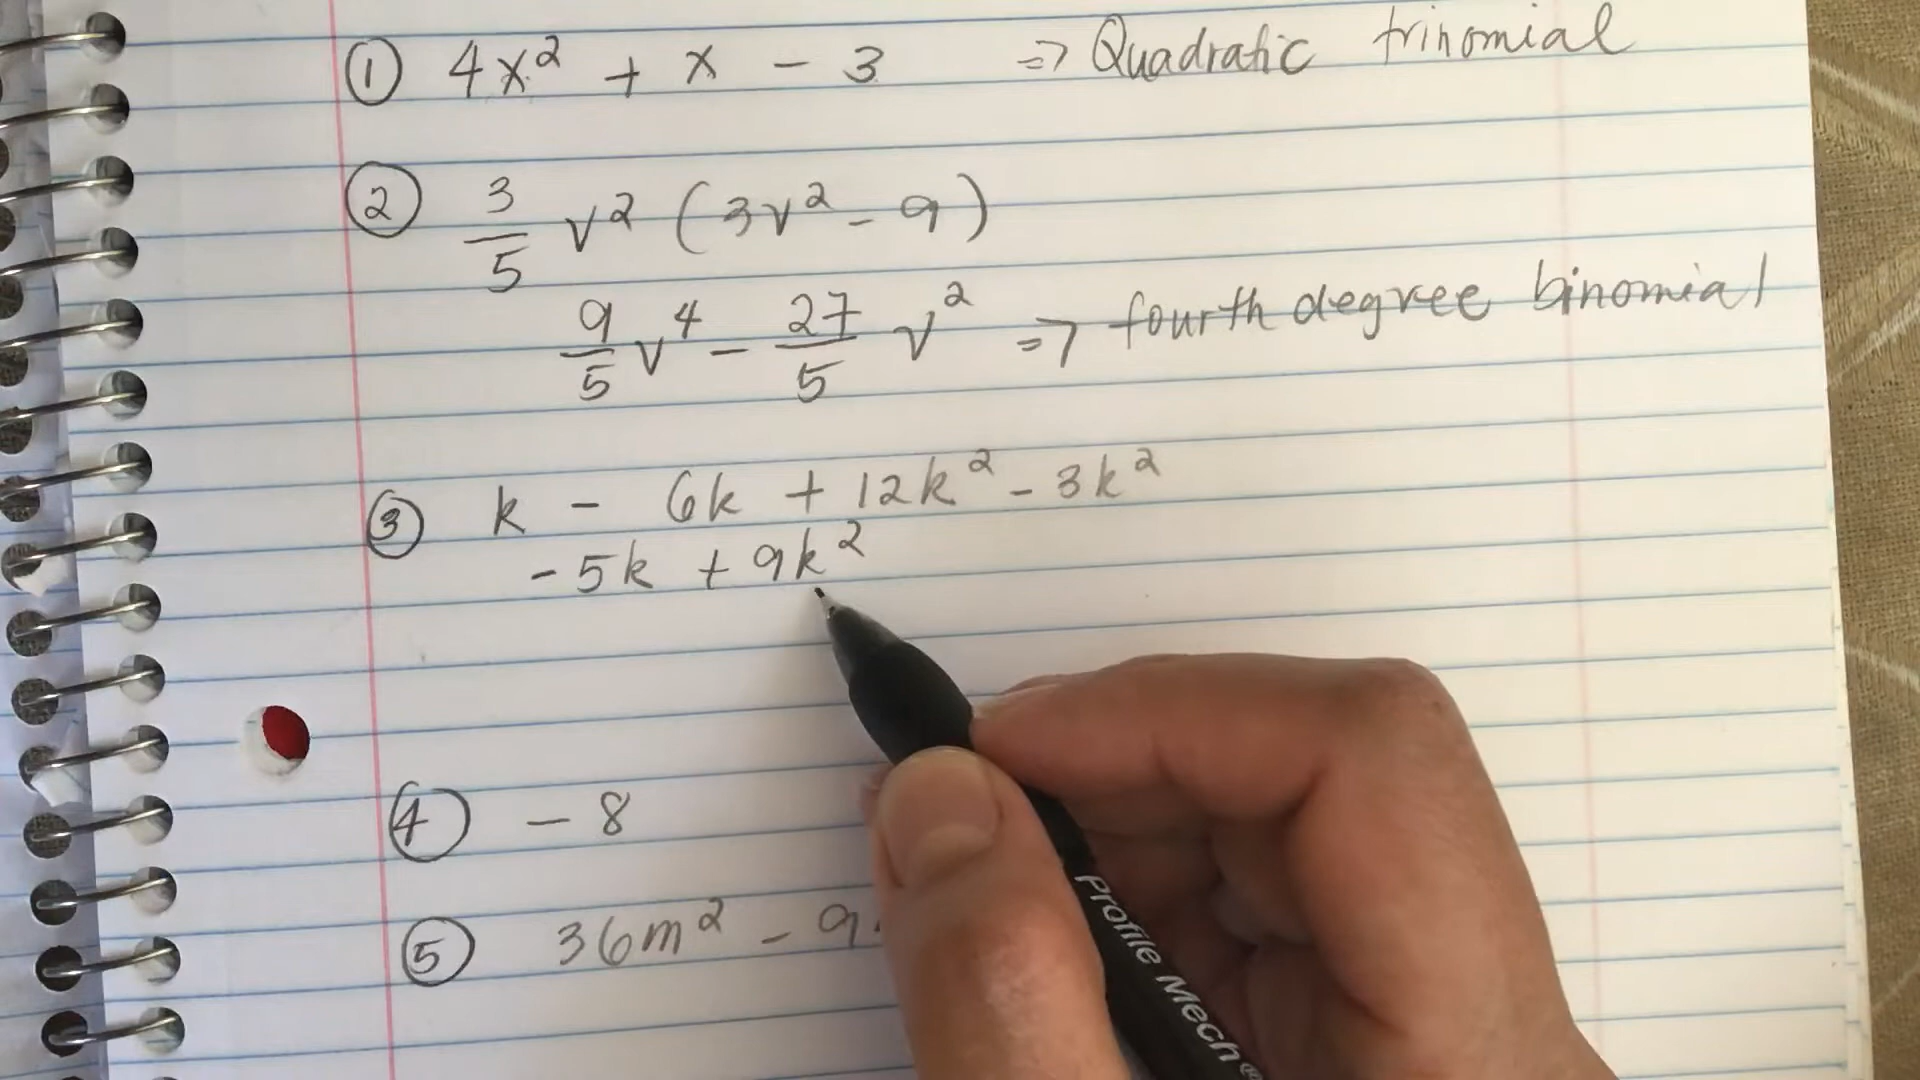 ① 4x² + x - 3 => Quadratic trinomial
② 3/5 v² (3v² - 9)
9/5 v⁴ - 27/5 v² => fourth degree binomial
③ k - 6k + 12k² - 3k²
-5k + 9k²
④ - 8
⑤ 36m² - 9
Profile Mech®